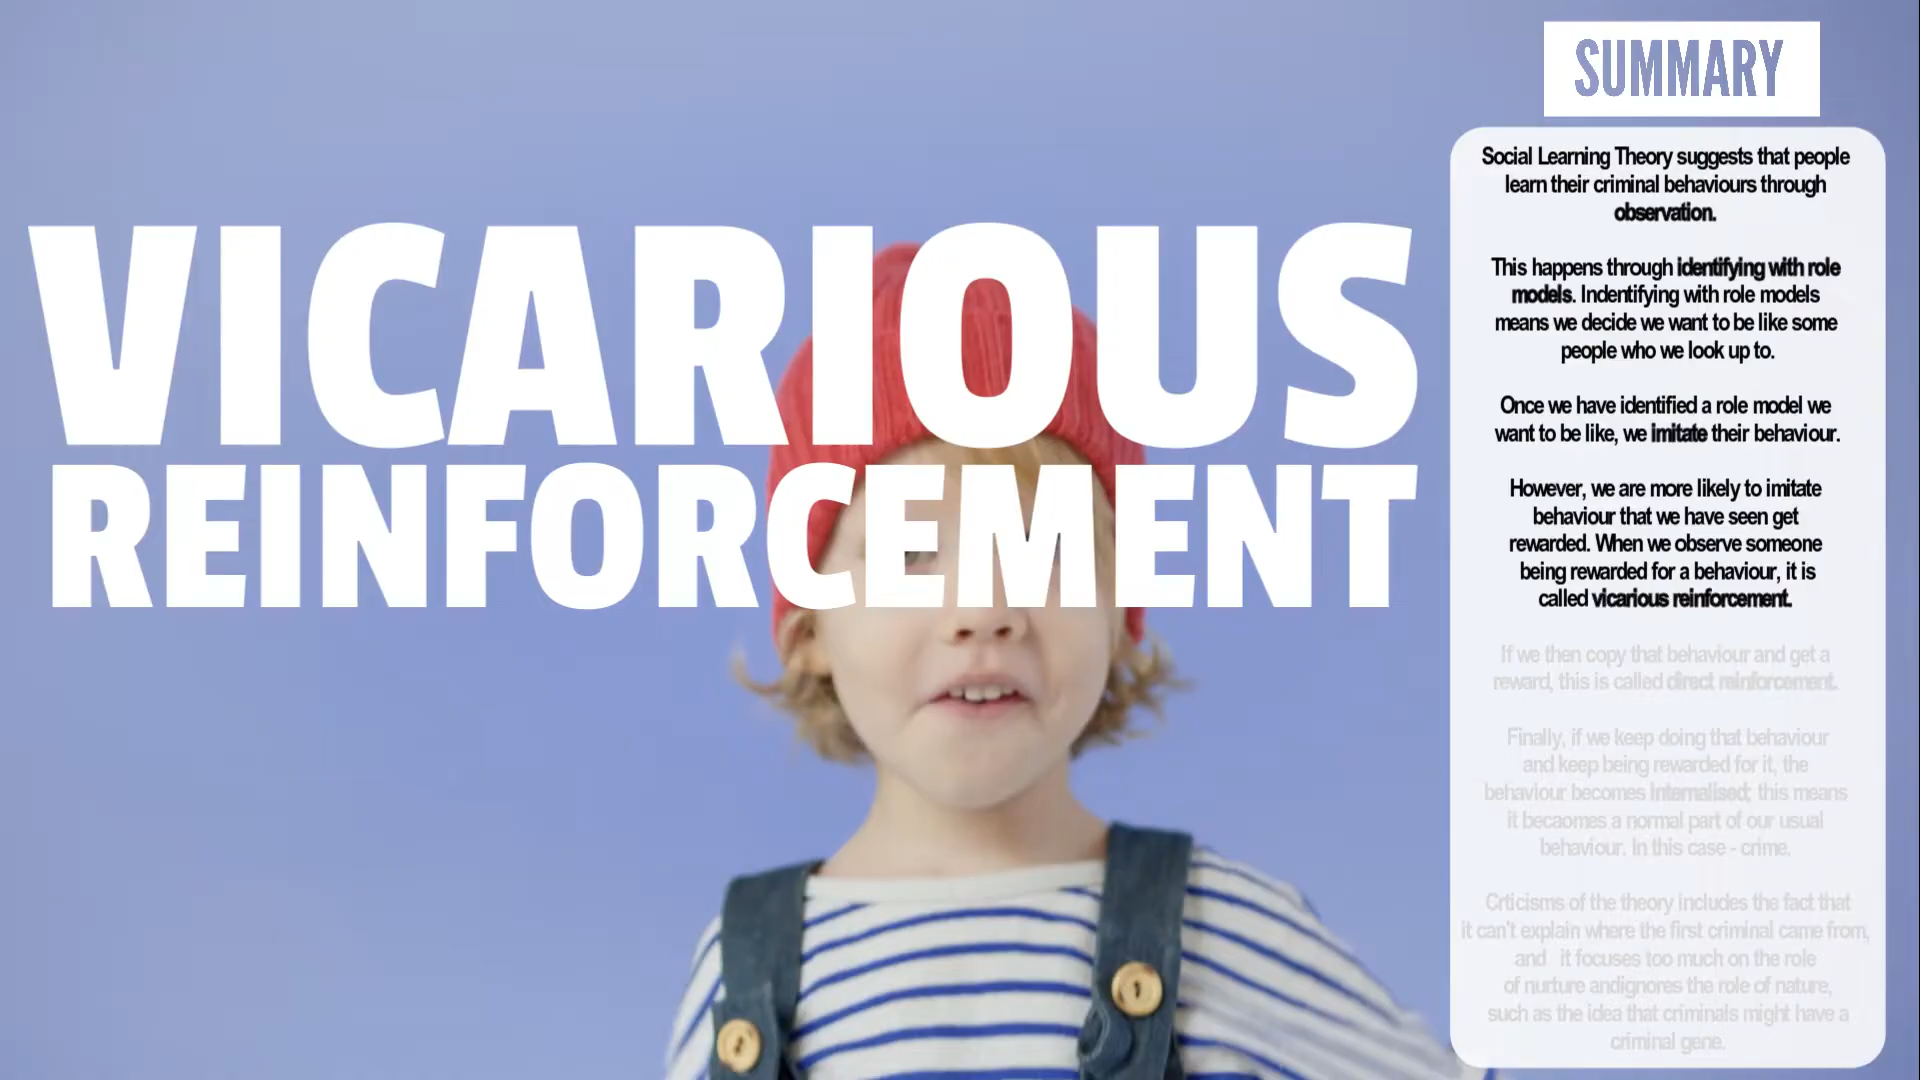 VICARIOUS
REINFORCEMENT
SUMMARY
Social Learning Theory suggests that people
learn their criminal behaviours through
observation.
This happens through identifying with role
models. Indentifying with role models
means we decide we want to be like some
people who we look up to.
Once we have identified a role model we
want to be like, we imitate their behaviour.
However, we are more likely to imitate
behaviour that we have seen get
rewarded. When we observe someone
being rewarded for a behaviour, it is
called vicarious reinforcement.
If we then copy that behaviour and get a
reward, this is called direct reinforcement.
Finally, if we keep doing that behaviour
and keep being rewarded for it, the
behaviour becomes internalised; this means
it becaomes a normal part of our usual
behaviour. In this case - crime.
Crticisms of the theory includes the fact that
it can't explain where the first criminal came from,
and it focuses too much on the role
of nurture andignores the role of nature,
such as the idea that criminals might have a
criminal gene.